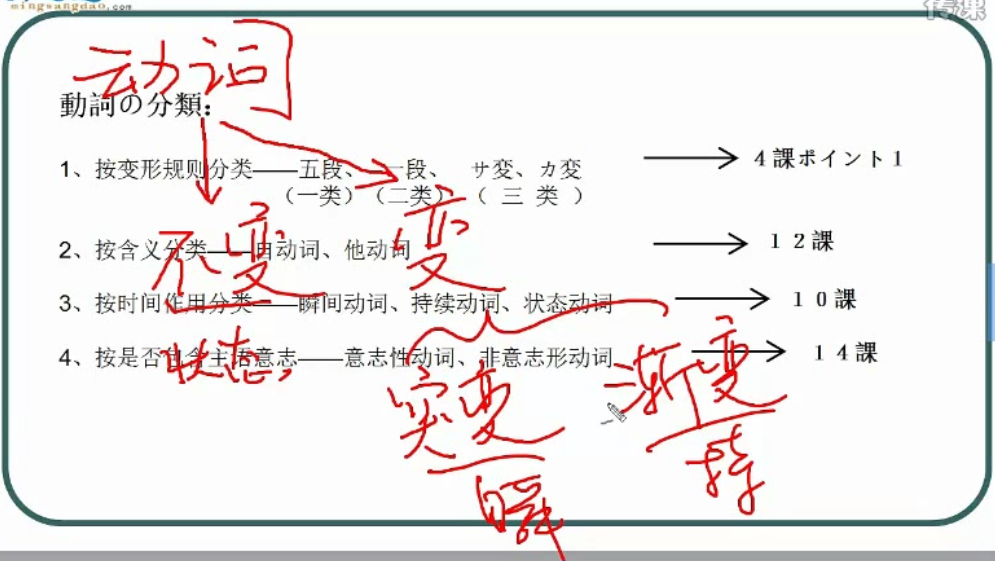 mingsangdao.com
传课
动词
動詞の分類:
1、按变形规则分类——五段、一段、 サ変、カ变 → 4課ポイント1
(一类)(二类) ( 三 类 )
2、按含义分类——自动词、他动词 → 12課
不变 变
3、按时间作用分类——瞬间动词、持续动词、状态动词 → 10課
4、按是否包含主语意志——意志性动词、非意志形动词 → 14課
状态,
突变 渐变
瞬 持